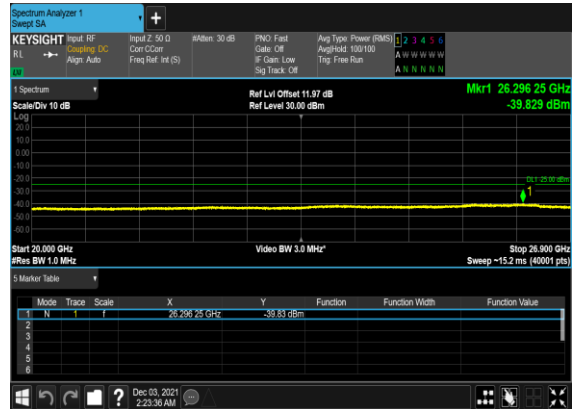 Spectrum Analyzer 1
Swept SA
+
KEYSIGHT Input: RF Input Z: 50 Ω #Atten: 30 dB PNO: Fast Avg Type: Power (RMS) 1 2 3 4 5 6
RL Coupling: DC Corr CCorr Gate: Off Avg|Hold: 100/100 A W W W W W
Align: Auto Freq Ref: Int (S) IF Gain: Low Trig: Free Run A N N N N N
Sig Track: Off
1 Spectrum Ref Lvl Offset 11.97 dB Mkr1 26.296 25 GHz
Scale/Div 10 dB Ref Level 30.00 dBm -39.829 dBm
Log
20.0
10.0
0.00
-10.0
-20.0
DL1 -25.00 dBm
-30.0
1
-40.0
-50.0
-60.0
Start 20.000 GHz Video BW 3.0 MHz* Stop 26.900 GHz
#Res BW 1.0 MHz Sweep ~15.2 ms (40001 pts)
5 Marker Table
Mode Trace Scale X Y Function Function Width Function Value
1 N 1 f 26.296 25 GHz -39.83 dBm
2
3
4
5
6
? Dec 03, 2021
2:23:36 AM